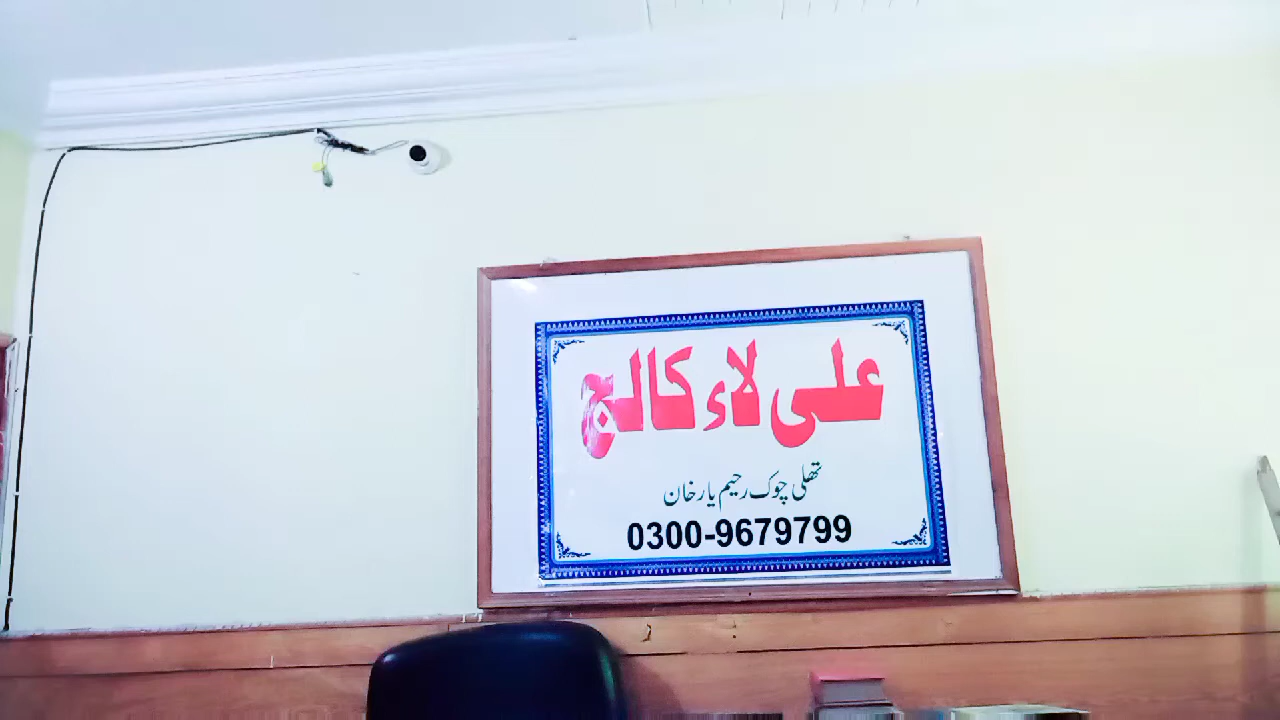 علی لاء کالج
تھلی چوک رحیم یار خان
0300-9679799